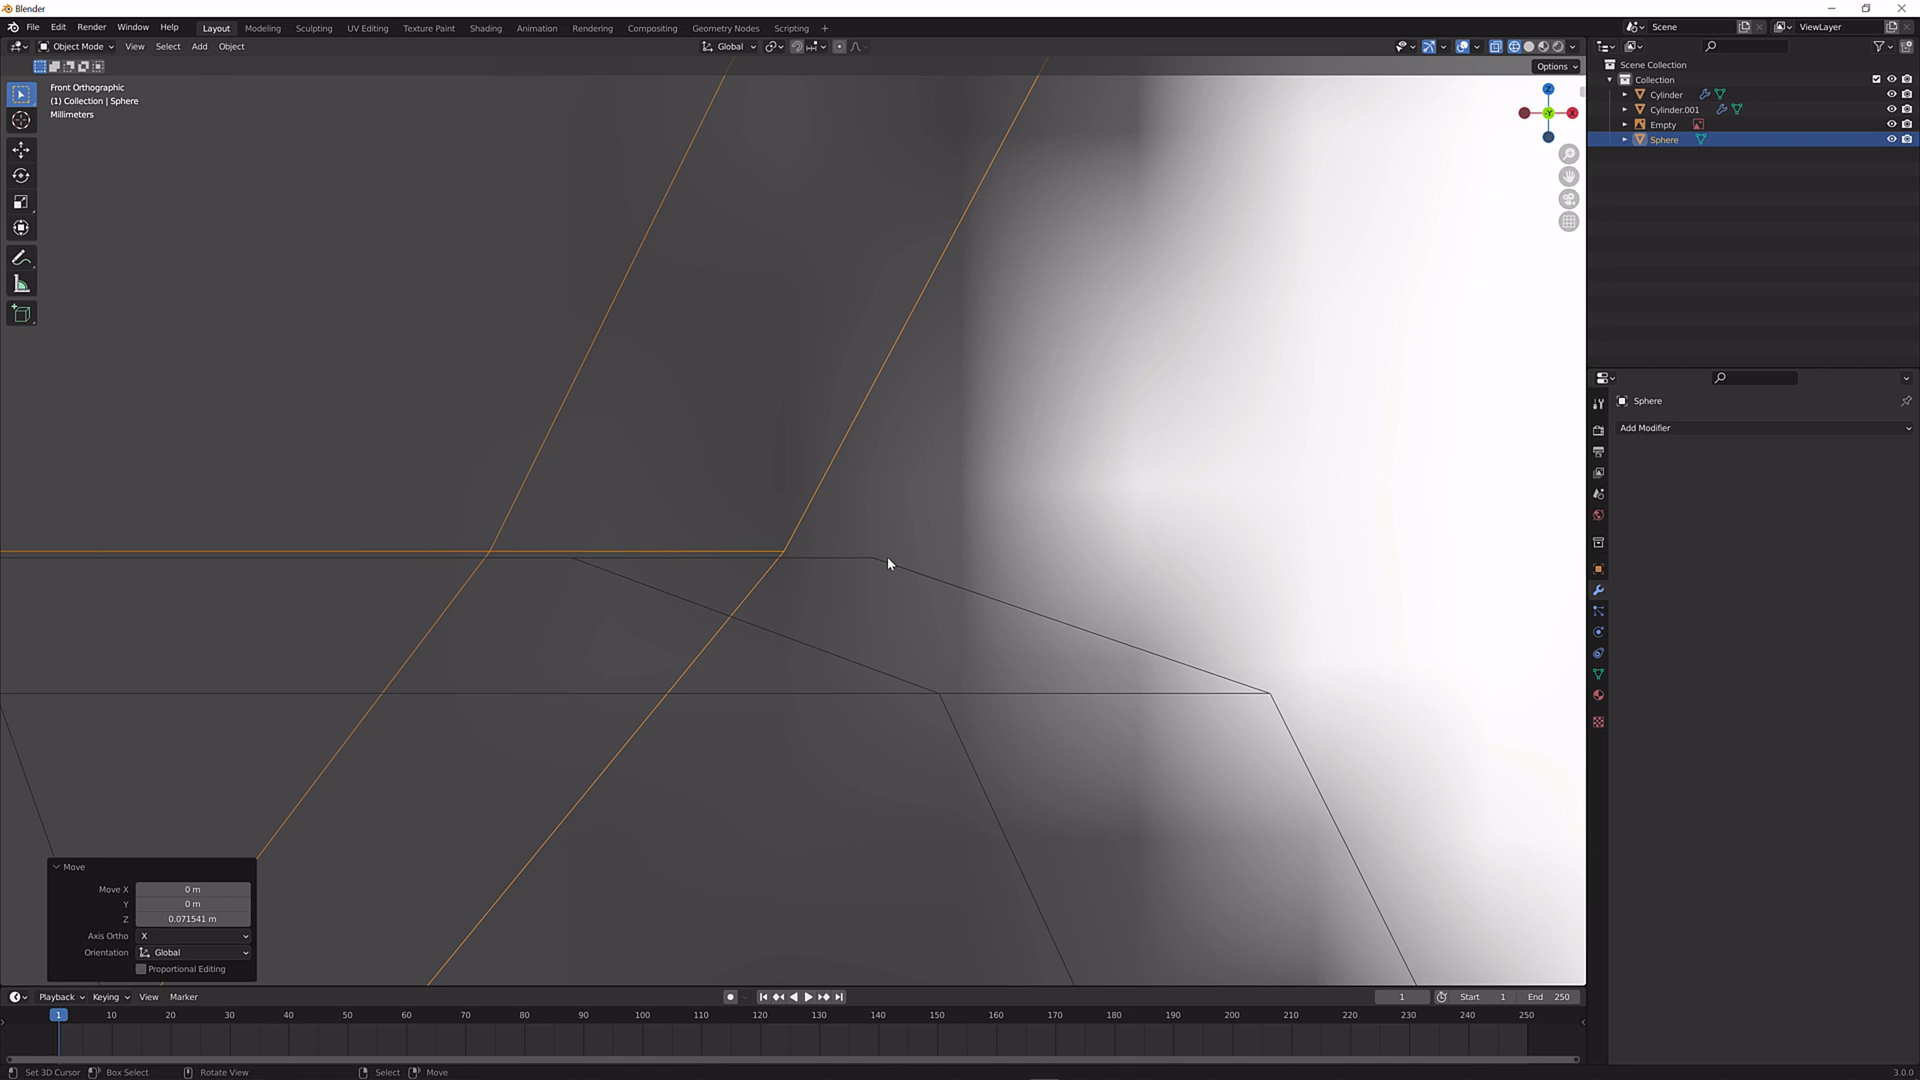 Blender
File Edit Render Window Help Layout Modeling Sculpting UV Editing Texture Paint Shading Animation Rendering Compositing Geometry Nodes Scripting + Scene ViewLayer
Object Mode View Select Add Object Global
Options
Front Orthographic
(1) Collection | Sphere
Millimeters
Z
-Y
X
Scene Collection
Collection
Cylinder
Cylinder.001
Empty
Sphere
Sphere
Add Modifier
Move
Move X 0 m
Y 0 m
Z 0.071541 m
Axis Ortho X
Orientation Global
Proportional Editing
Playback Keying View Marker 1 Start 1 End 250
1 10 20 30 40 50 60 70 80 90 100 110 120 130 140 150 160 170 180 190 200 210 220 230 240 250
Set 3D Cursor Box Select Rotate View Select Move 3.0.0